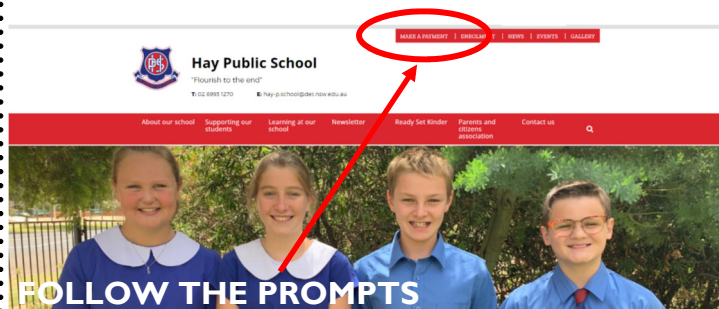 MAKE A PAYMENT | ENROLMENT | NEWS | EVENTS | GALLERY
Hay Public School
"Flourish to the end"
T: 02 6993 1270 E: hay-p.school@det.nsw.edu.au
About our school Supporting our students Learning at our school Newsletter Ready Set Kinder Parents and citizens association Contact us
FOLLOW THE PROMPTS